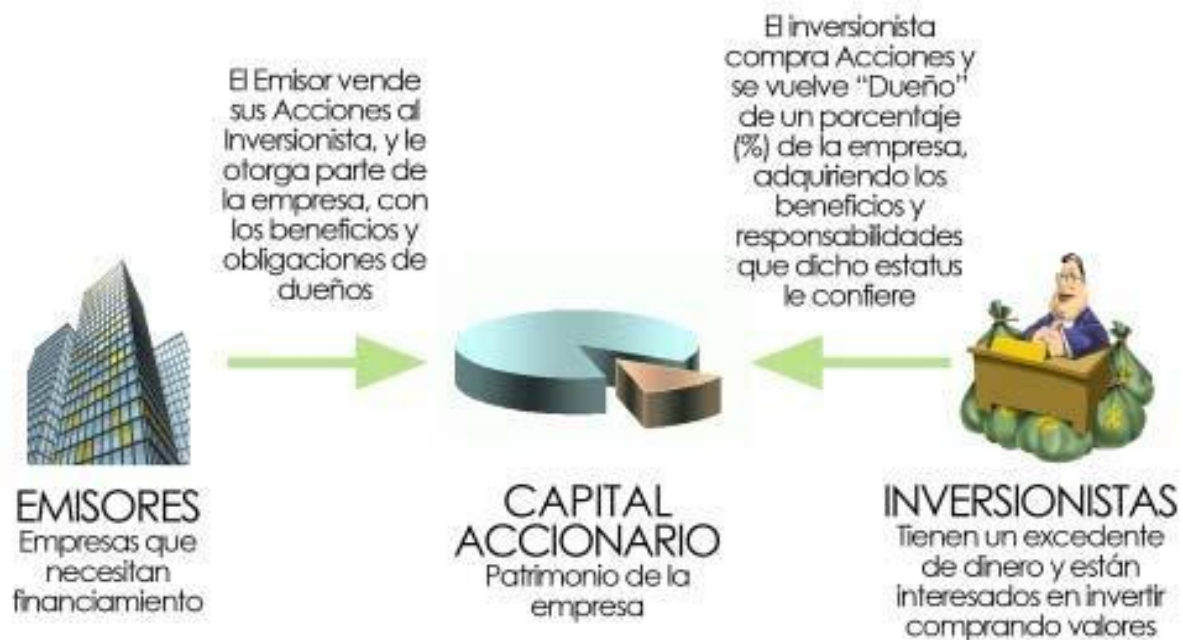 El Emisor vende
sus Acciones al
Inversionista, y le
otorga parte de
la empresa, con
los beneficios y
obligaciones de
dueños
El inversionista
compra Acciones y
se vuelve “Dueño”
de un porcentaje
(%) de la empresa,
adquiriendo los
beneficios y
responsabilidades
que dicho estatus
le confiere
EMISORES
Empresas que
necesitan
financiamiento
CAPITAL
ACCIONARIO
Patrimonio de la
empresa
INVERSIONISTAS
Tienen un excedente
de dinero y están
interesados en invertir
comprando valores